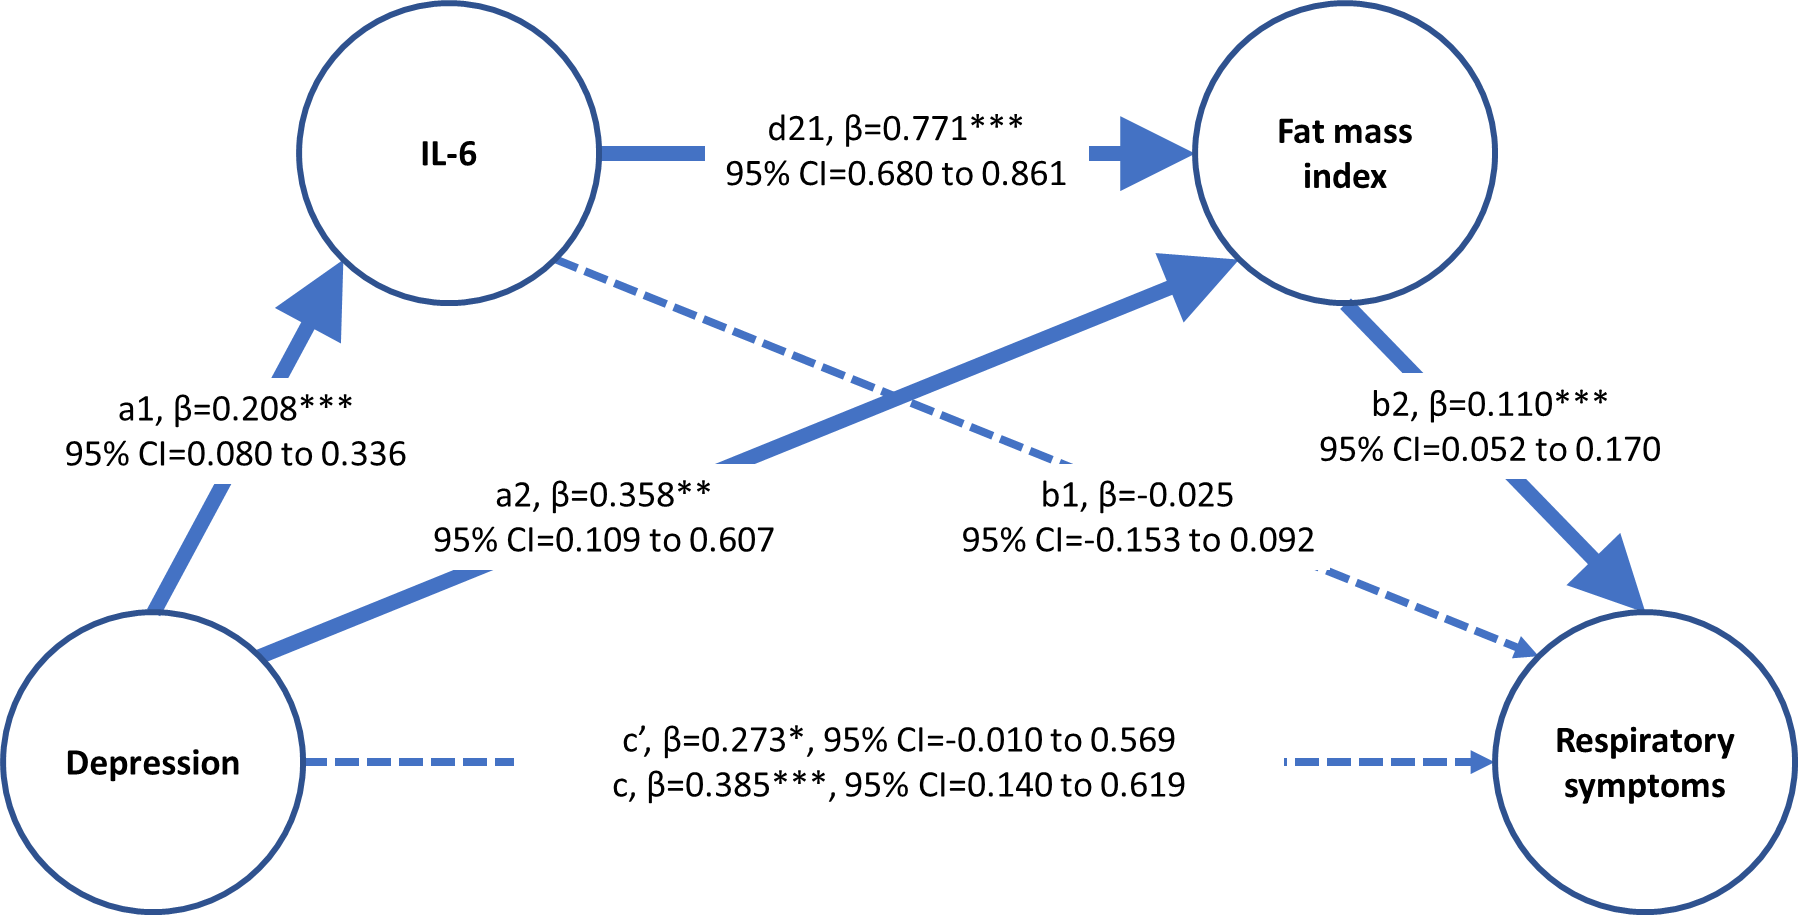 IL-6
d21, β=0.771***
95% CI=0.680 to 0.861
Fat mass
index
a1, β=0.208***
95% CI=0.080 to 0.336
b2, β=0.110***
95% CI=0.052 to 0.170
a2, β=0.358**
95% CI=0.109 to 0.607
b1, β=-0.025
95% CI=-0.153 to 0.092
Depression
c’, β=0.273*, 95% CI=-0.010 to 0.569
c, β=0.385***, 95% CI=0.140 to 0.619
Respiratory
symptoms